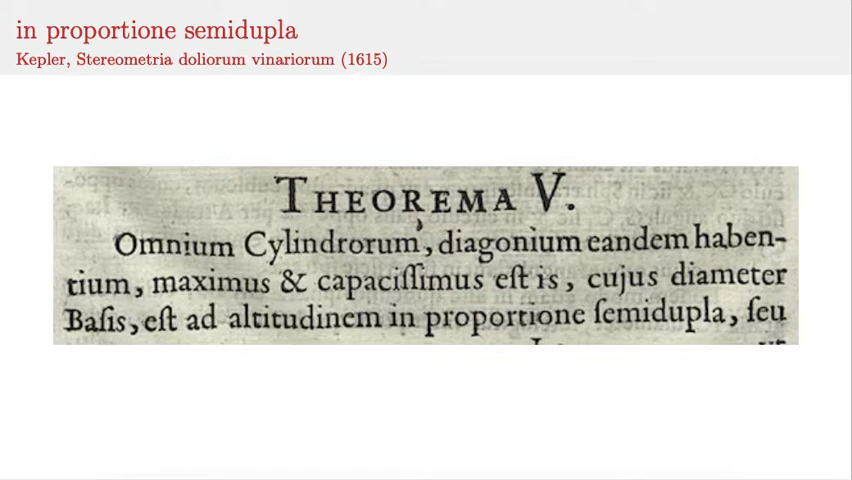 in proportione semidupla
Kepler, Stereometria doliorum vinariorum (1615)
THEOREMA V.
Omnium Cylindrorum, diagonium eandem haben-
tium, maximus & capaciſſimus eſt is, cujus diameter
Baſis, eſt ad altitudinem in proportione ſemidupla, ſeu